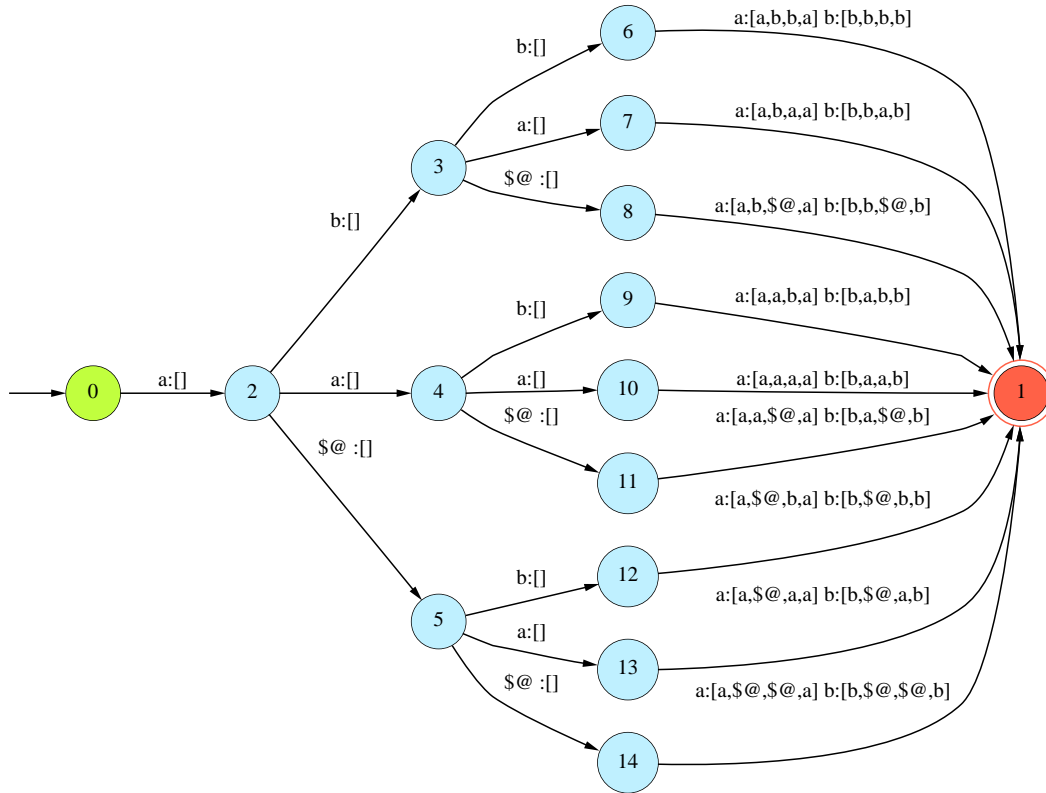 a:[a,b,b,a] b:[b,b,b,b]
6
b:[]
a:[a,b,a,a] b:[b,b,a,b]
a:[]
7
3
$@ :[]
a:[a,b,$@,a] b:[b,b,$@,b]
8
b:[]
a:[a,a,b,a] b:[b,a,b,b]
9
b:[]
0
a:[]
2
a:[]
4
a:[]
10
a:[a,a,a,a] b:[b,a,a,b]
1
$@ :[]
a:[a,a,$@,a] b:[b,a,$@,b]
$@ :[]
11
a:[a,$@,b,a] b:[b,$@,b,b]
b:[]
12
5
a:[]
a:[a,$@,a,a] b:[b,$@,a,b]
13
$@ :[]
a:[a,$@,$@,a] b:[b,$@,$@,b]
14